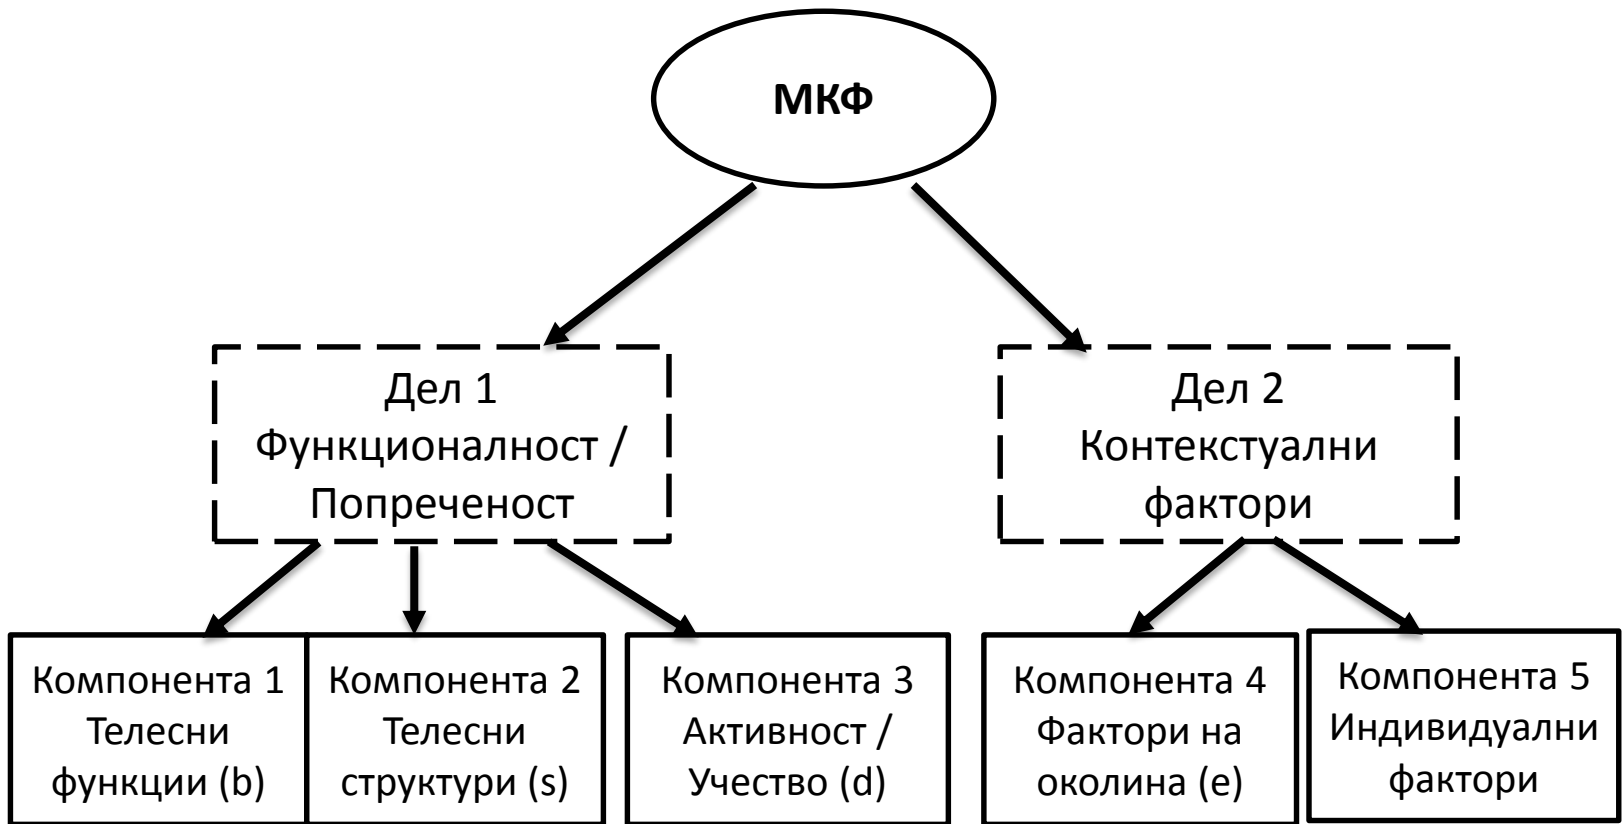 МКФ
Дел 1
Функционалност /
Попреченост
Дел 2
Контекстуални
фактори
Компонента 1
Телесни
функции (b)
Компонента 2
Телесни
структури (s)
Компонента 3
Активност /
Учество (d)
Компонента 4
Фактори на
околина (e)
Компонента 5
Индивидуални
фактори